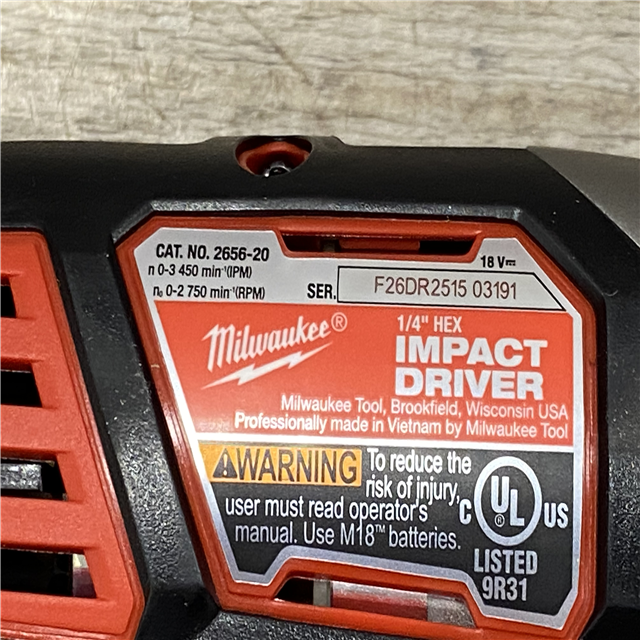 CAT. NO. 2656-20
18 V⎓
n 0-3 450 min⁻¹(IPM)
n₀ 0-2 750 min⁻¹(RPM)
SER. F26DR2515 03191
Milwaukee®
1/4" HEX
IMPACT
DRIVER
Milwaukee Tool, Brookfield, Wisconsin USA
Professionally made in Vietnam by Milwaukee Tool
WARNING To reduce the
risk of injury,
user must read operator's
manual. Use M18™ batteries.
C UL® US
LISTED
9R31